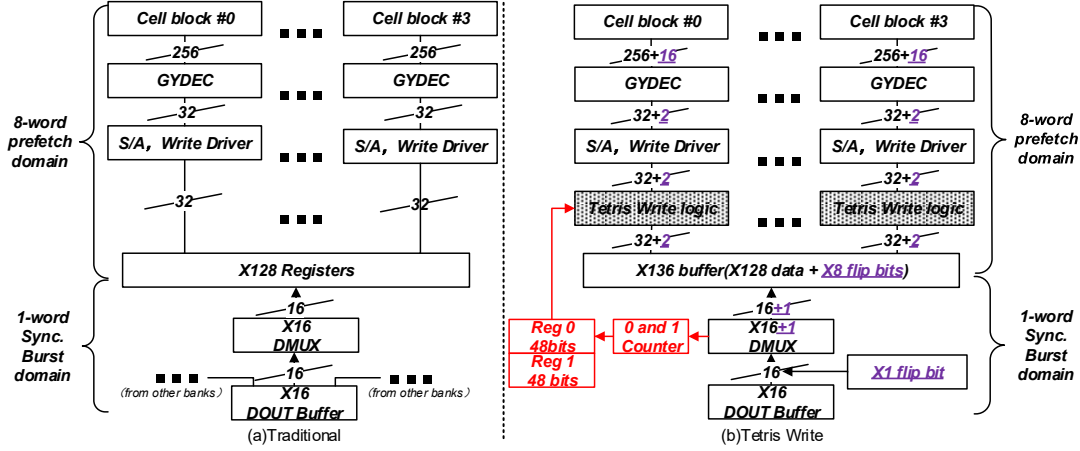 Cell block #0
Cell block #3
256
256
GYDEC
GYDEC
32
32
S/A, Write Driver
S/A, Write Driver
32
32
X128 Registers
16
X16
DMUX
16
(from other banks)
(from other banks)
X16
DOUT Buffer
8-word
prefetch
domain
1-word
Sync.
Burst
domain
(a)Traditional
Cell block #0
Cell block #3
256+16
256+16
GYDEC
GYDEC
32+2
32+2
S/A, Write Driver
S/A, Write Driver
32+2
32+2
Tetris Write logic
Tetris Write logic
32+2
32+2
X136 buffer(X128 data + X8 flip bits)
16+1
Reg 0
48bits
Reg 1
48 bits
0 and 1
Counter
X16+1
DMUX
16
X1 flip bit
X16
DOUT Buffer
8-word
prefetch
domain
1-word
Sync.
Burst
domain
(b)Tetris Write